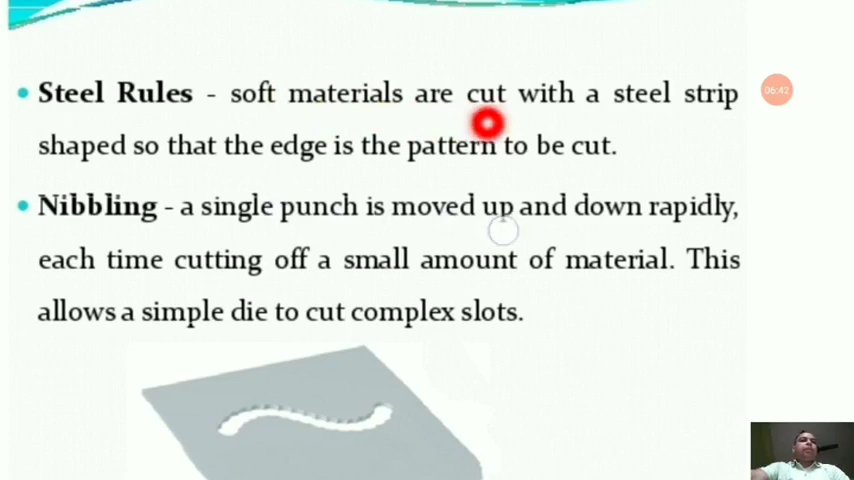 • Steel Rules - soft materials are cut with a steel strip
shaped so that the edge is the pattern to be cut.
• Nibbling - a single punch is moved up and down rapidly,
each time cutting off a small amount of material. This
allows a simple die to cut complex slots.
06:42